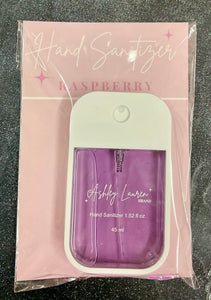 Hand Sanitizer
RASPBERRY
Ashley Lauren
BRAND
Hand Sanitizer 1.52 fl oz
45 ml